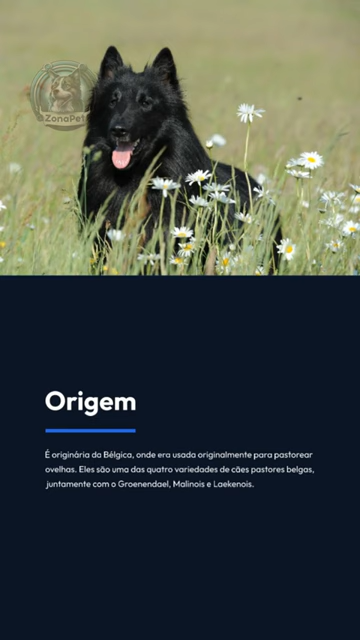 ZonaPet
Origem
É originária da Bélgica, onde era usada originalmente para pastorear
ovelhas. Eles são uma das quatro variedades de cães pastores belgas,
juntamente com o Groenendael, Malinois e Laekenois.